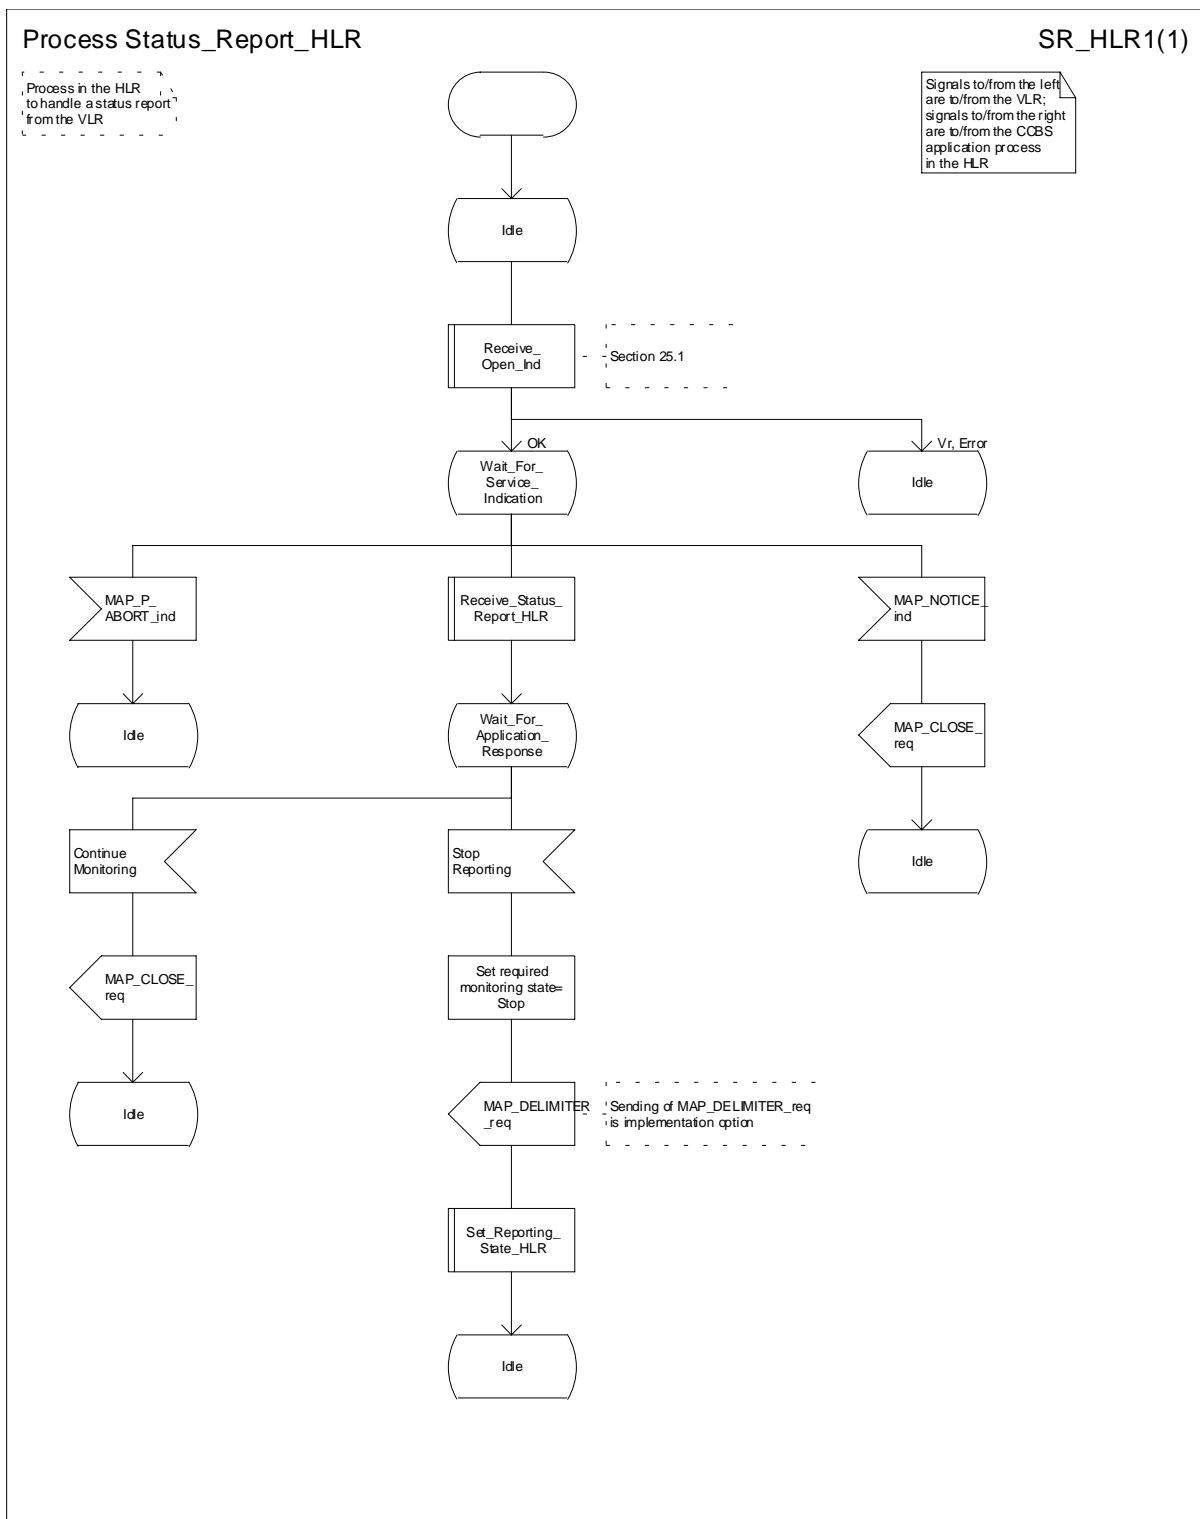 Process Status_Report_HLR
SR_HLR1(1)
Process in the HLR
to handle a status report
from the VLR
Signals to/from the left
are to/from the VLR;
signals to/from the right
are to/from the CCBS
application process
in the HLR
Idle
Receive_
Open_Ind
Section 25.1
OK
Vr, Error
Wait_For_
Service_
Indication
Idle
MAP_P_
ABORT_ind
Receive_Status_
Report_HLR
MAP_NOTICE_
ind
Idle
Wait_For_
Application_
Response
MAP_CLOSE_
req
Continue
Monitoring
Stop
Reporting
Idle
MAP_CLOSE_
req
Set required
monitoring state=
Stop
Idle
MAP_DELIMITER
_req
Sending of MAP_DELIMITER_req
is implementation option
Set_Reporting_
State_HLR
Idle